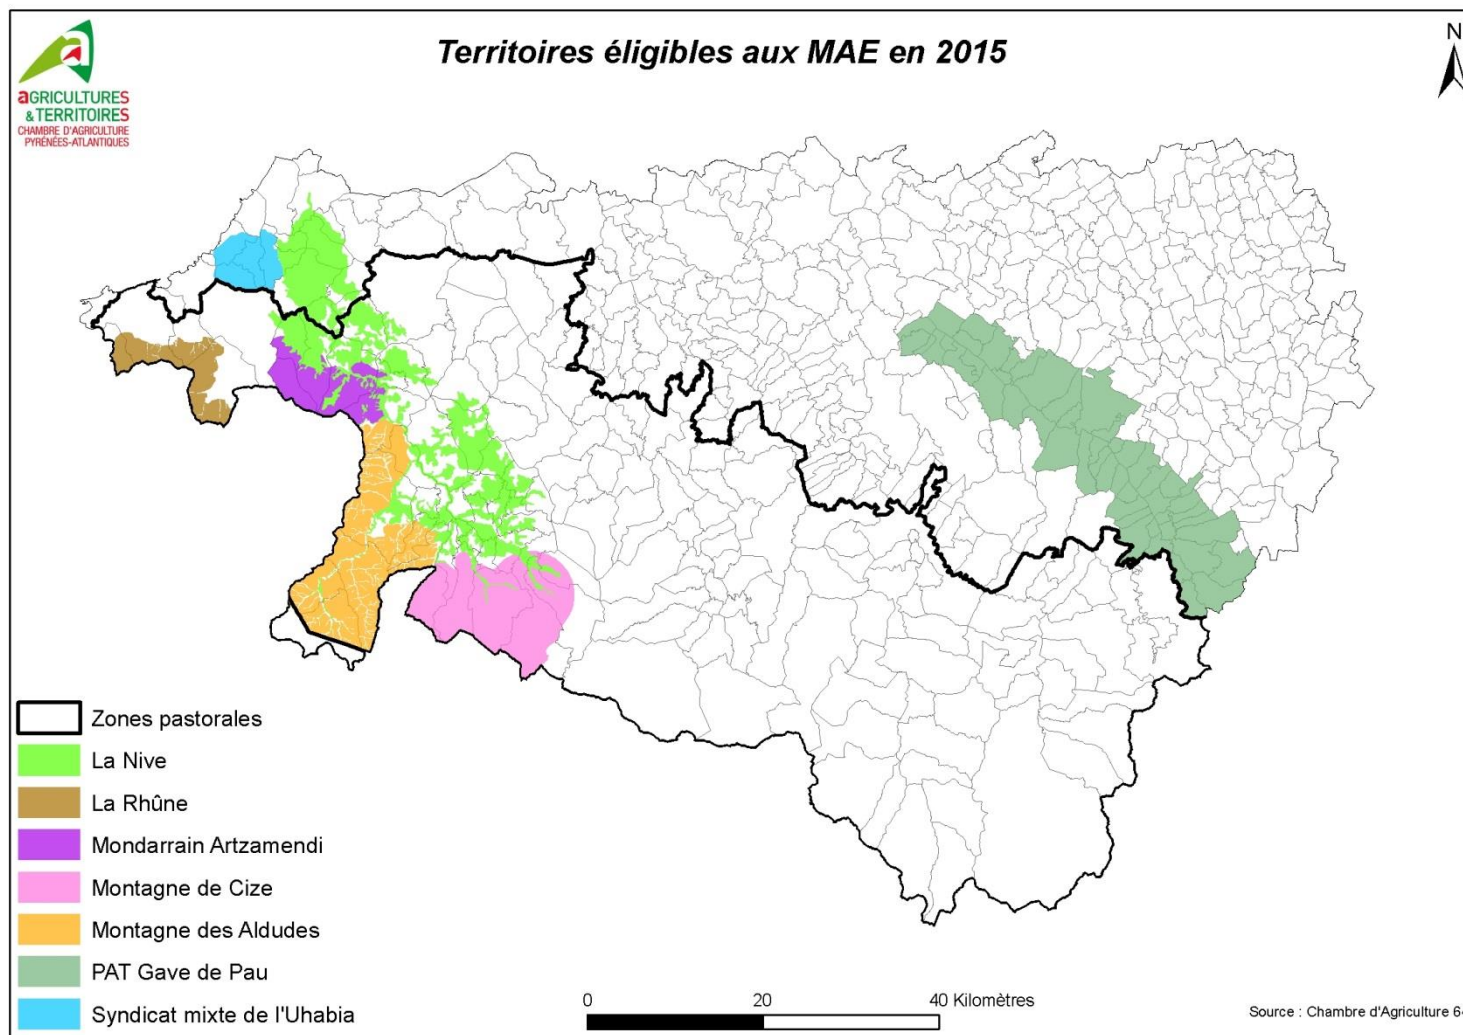 Territoires éligibles aux MAE en 2015
N
a
aGRICULTURES
& TERRITOIRES
CHAMBRE D'AGRICULTURE
PYRÉNÉES-ATLANTIQUES
Zones pastorales
La Nive
La Rhûne
Mondarrain Artzamendi
Montagne de Cize
Montagne des Aldudes
PAT Gave de Pau
Syndicat mixte de l'Uhabia
0 20 40 Kilomètres
Source : Chambre d'Agriculture 64